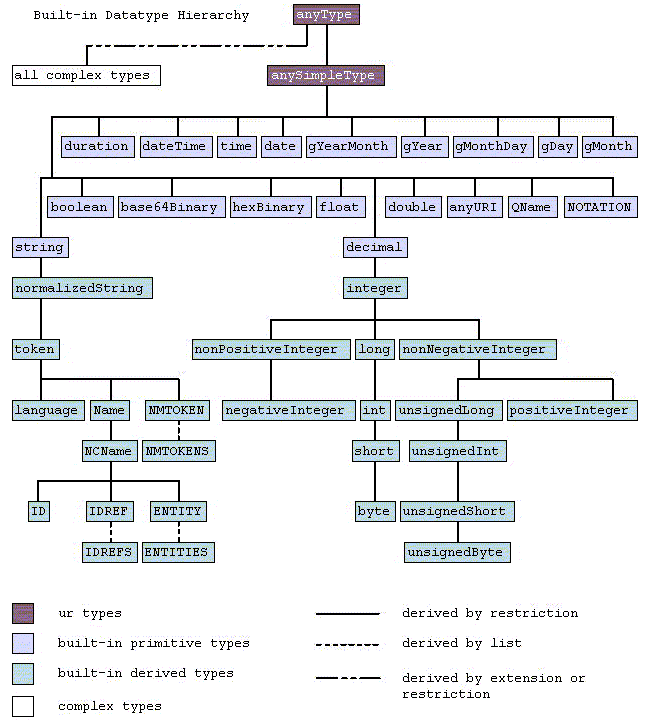 Built-in Datatype Hierarchy
anyType
all complex types
anySimpleType
duration dateTime time date gYearMonth gYear gMonthDay gDay gMonth
boolean base64Binary hexBinary float double anyURI QName NOTATION
string decimal
normalizedString integer
token nonPositiveInteger long nonNegativeInteger
language Name NMTOKEN negativeInteger int unsignedLong positiveInteger
NCName NMTOKENS short unsignedInt
ID IDREF ENTITY byte unsignedShort
IDREFS ENTITIES unsignedByte
ur types derived by restriction
built-in primitive types derived by list
built-in derived types derived by extension or
restriction
complex types